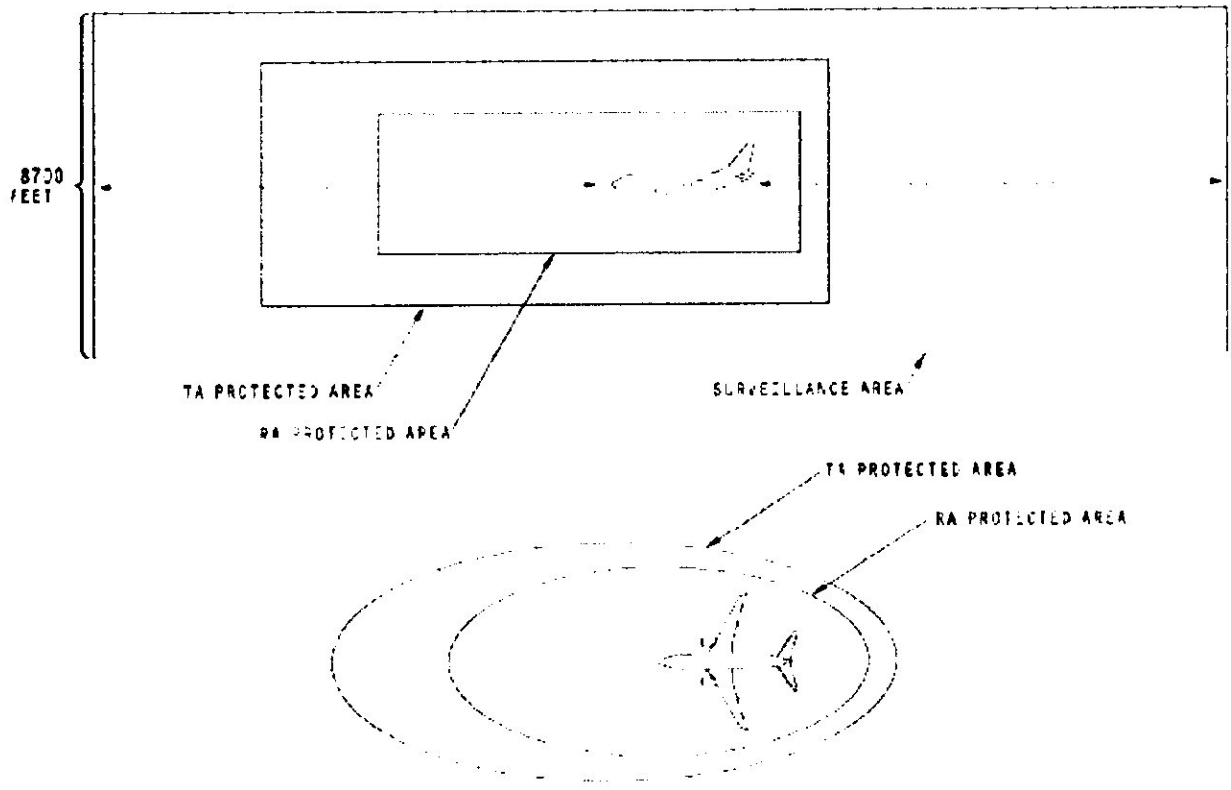 8700
FEET
TA PROTECTED AREA
SURVEILLANCE AREA
RA PROTECTED AREA
TA PROTECTED AREA
RA PROTECTED AREA